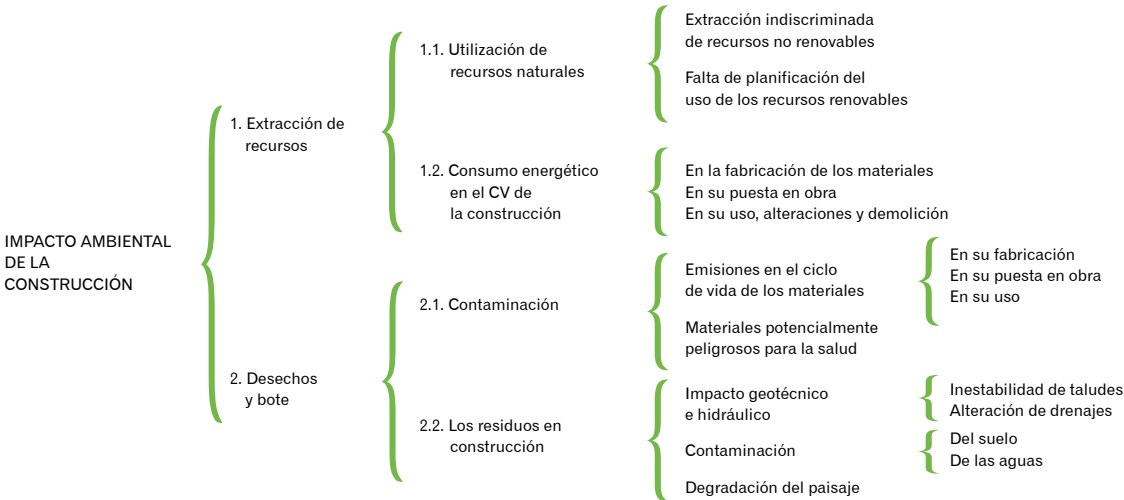 IMPACTO AMBIENTAL
DE LA
CONSTRUCCIÓN
1. Extracción de
recursos
1.1. Utilización de
recursos naturales
Extracción indiscriminada
de recursos no renovables
Falta de planificación del
uso de los recursos renovables
1.2. Consumo energético
en el CV de
la construcción
En la fabricación de los materiales
En su puesta en obra
En su uso, alteraciones y demolición
2. Desechos
y bote
2.1. Contaminación
Emisiones en el ciclo
de vida de los materiales
En su fabricación
En su puesta en obra
En su uso
Materiales potencialmente
peligrosos para la salud
2.2. Los residuos en
construcción
Impacto geotécnico
e hidráulico
Inestabilidad de taludes
Alteración de drenajes
Contaminación
Del suelo
De las aguas
Degradación del paisaje